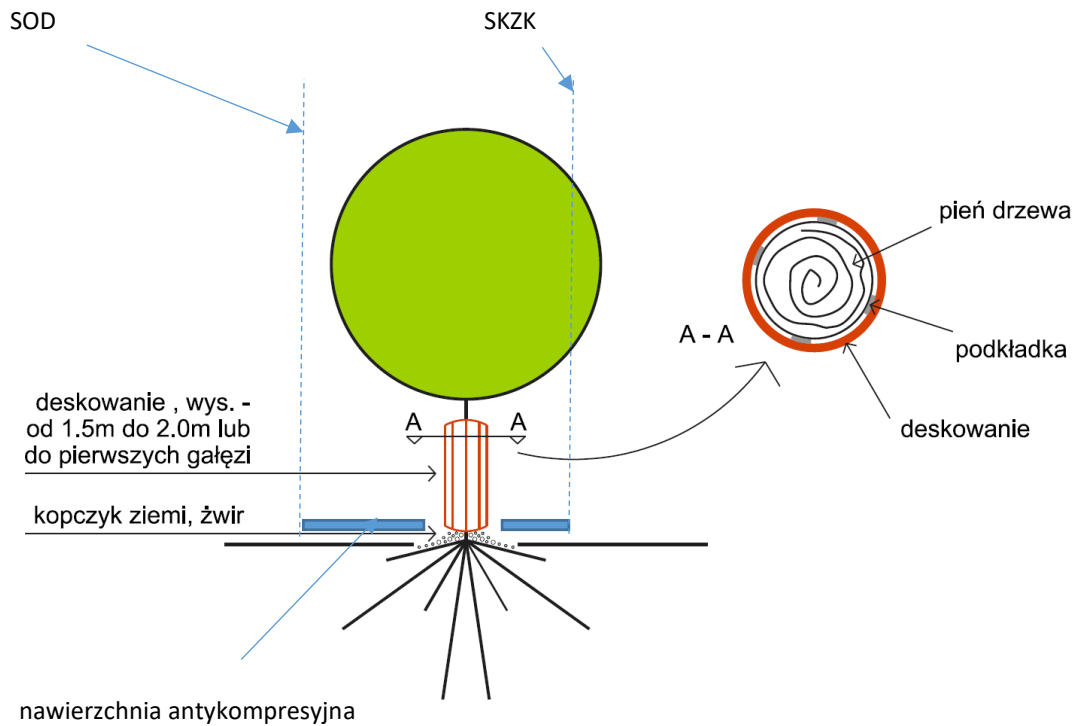 SOD
SKZK
pień drzewa
A - A
podkładka
deskowanie , wys. -
od 1.5m do 2.0m lub
do pierwszych gałęzi
A
A
deskowanie
kopczyk ziemi, żwir
nawierzchnia antykompresyjna